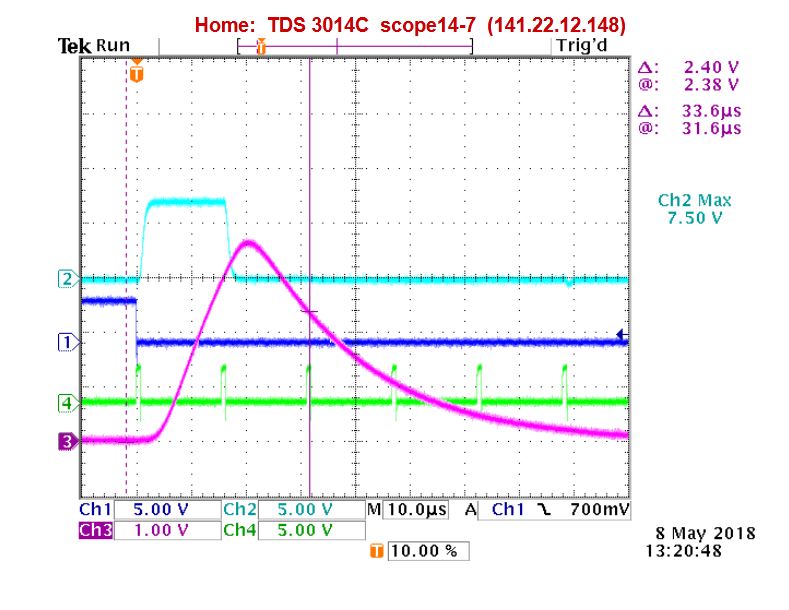 Home: TDS 3014C scope14-7 (141.22.12.148)
Tek Run Trig'd
T
T
Δ: 2.40 V
@: 2.38 V
Δ: 33.6µs
@: 31.6µs
Ch2 Max
7.50 V
2
1
4
3
Ch1 5.00 V Ch2 5.00 V M 10.0µs A Ch1 700mV
Ch3 1.00 V Ch4 5.00 V
T 10.00 %
8 May 2018
13:20:48